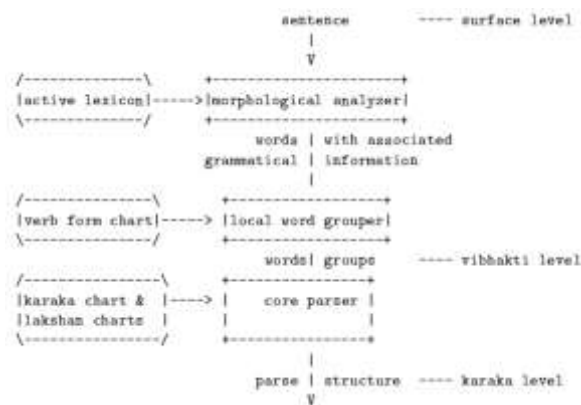 sentence ---- surface level
|
V
/--------------\ +--------------------+
|active lexicon|----->|morphological analyzer|
\--------------/ +--------------------+
words | with associated
grammatical | information
|
/---------------\ +------------------+
|verb form chart|-----> |local word grouper|
\---------------/ +------------------+
words| groups ---- vibhakti level
/----------------\ +----------------+
|karaka chart & |----> | core parser |
|lakshan charts | | |
\----------------/ +----------------+
|
parse | structure ---- karaka level
V